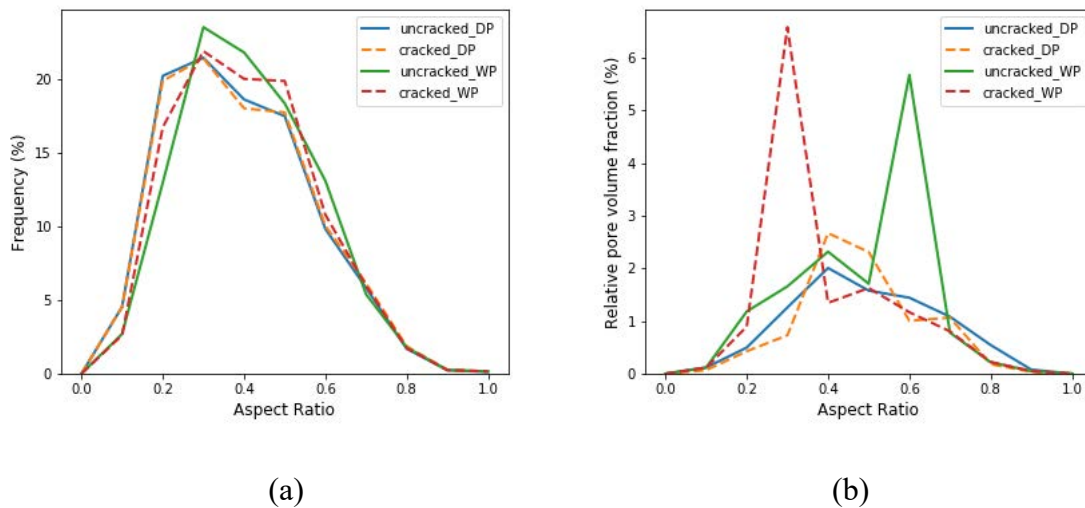 uncracked_DP
cracked_DP
uncracked_WP
cracked_WP
Frequency (%)
20
15
10
5
0
0.0 0.2 0.4 0.6 0.8 1.0
Aspect Ratio
(a)
uncracked_DP
cracked_DP
uncracked_WP
cracked_WP
Relative pore volume fraction (%)
6
5
4
3
2
1
0
0.0 0.2 0.4 0.6 0.8 1.0
Aspect Ratio
(b)